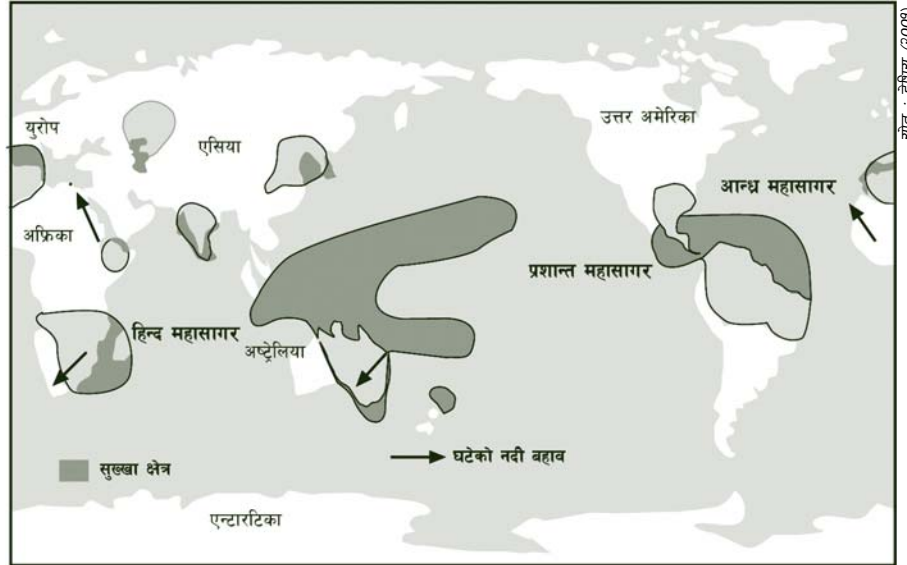 युरोप
एसिया
उत्तर अमेरिका
आन्ध्र महासागर
अफ्रिका
प्रशान्त महासागर
हिन्द महासागर
अष्ट्रेलिया
घटेको नदी बहाव
सुख्खा क्षेत्र
एन्टारटिका
स्रोत :